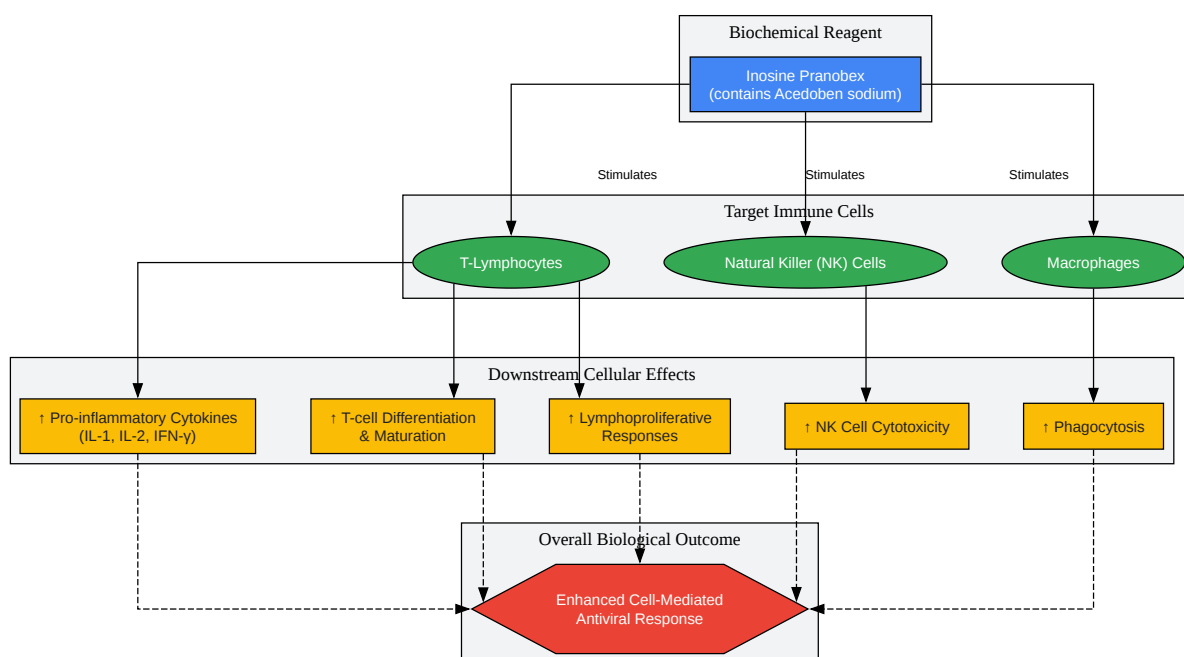 Biochemical Reagent
Inosine Pranobex
(contains Acedoben sodium)
Stimulates
Stimulates
Stimulates
Target Immune Cells
T-Lymphocytes
Natural Killer (NK) Cells
Macrophages
Downstream Cellular Effects
↑ Pro-inflammatory Cytokines
(IL-1, IL-2, IFN-γ)
↑ T-cell Differentiation
& Maturation
↑ Lymphoproliferative
Responses
↑ NK Cell Cytotoxicity
↑ Phagocytosis
Overall Biological Outcome
Enhanced Cell-Mediated
Antiviral Response